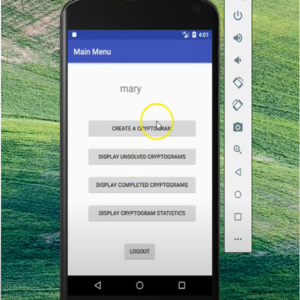 4:01
Main Menu
mary
CREATE A CRYPTOGRAM
DISPLAY UNSOLVED CRYPTOGRAMS
DISPLAY COMPLETED CRYPTOGRAMS
DISPLAY CRYPTOGRAM STATISTICS
LOGOUT